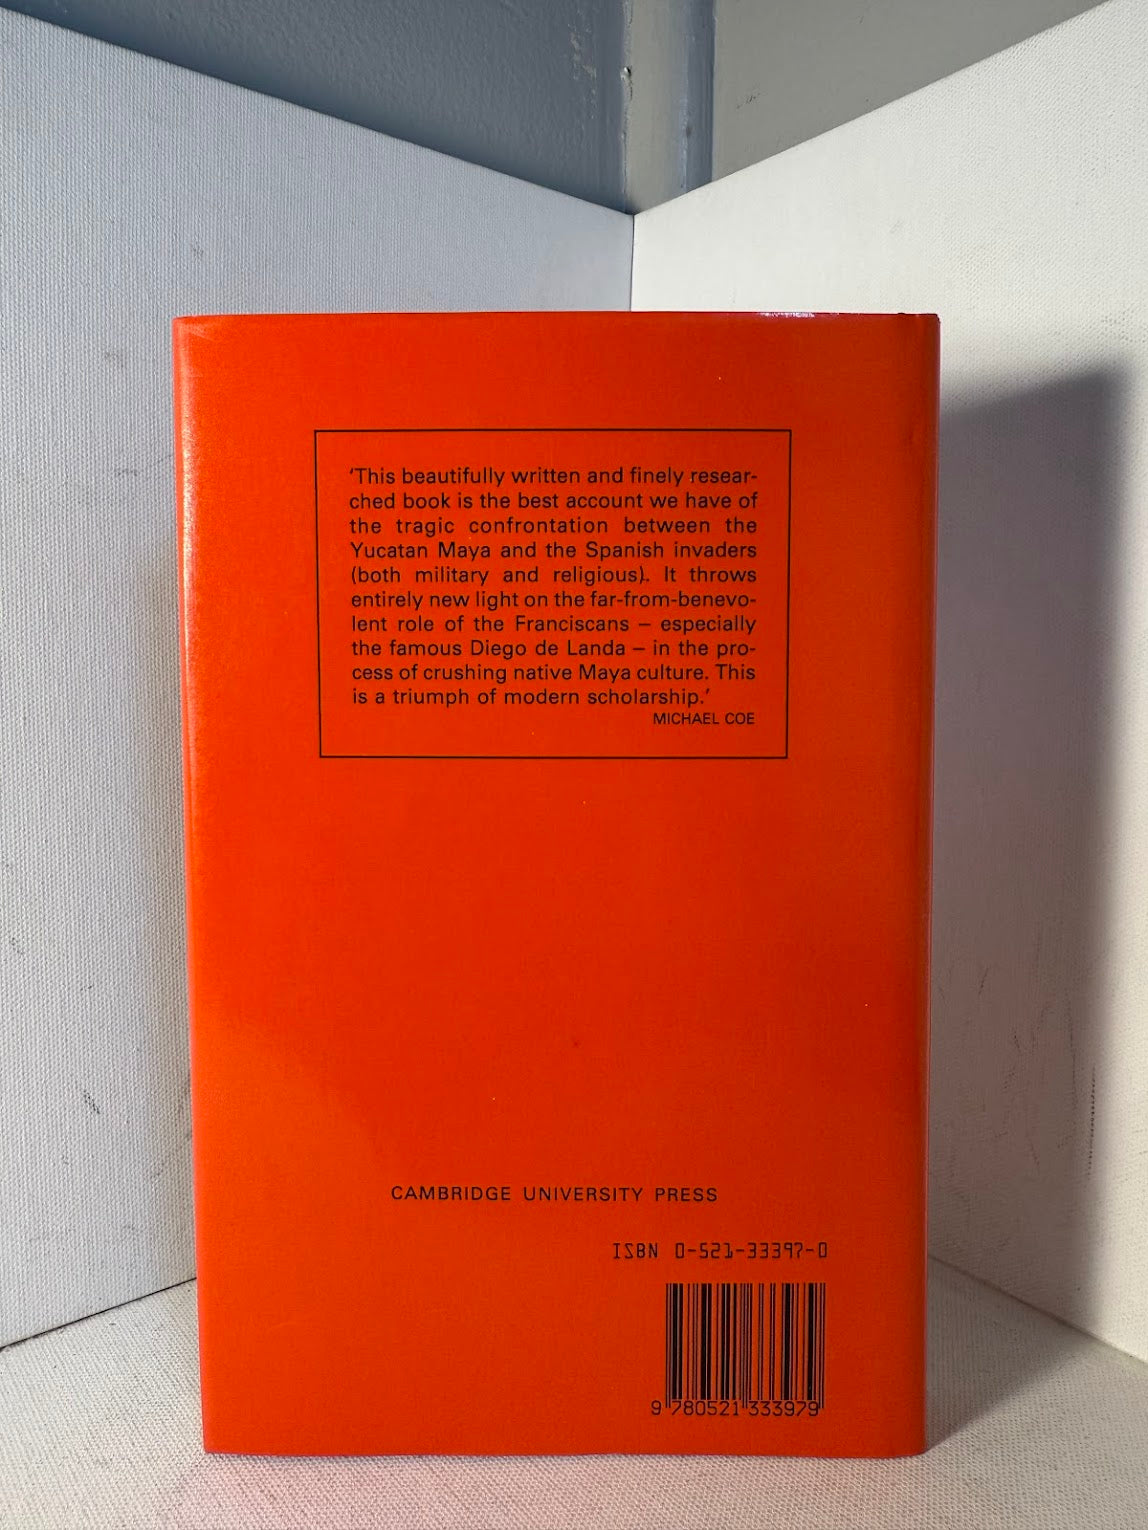 'This beautifully written and finely resear-
ched book is the best account we have of
the tragic confrontation between the
Yucatan Maya and the Spanish invaders
(both military and religious). It throws
entirely new light on the far-from-benevo-
lent role of the Franciscans – especially
the famous Diego de Landa – in the pro-
cess of crushing native Maya culture. This
is a triumph of modern scholarship.'
MICHAEL COE
CAMBRIDGE UNIVERSITY PRESS
ISBN 0-521-33397-0
9 780521 333979